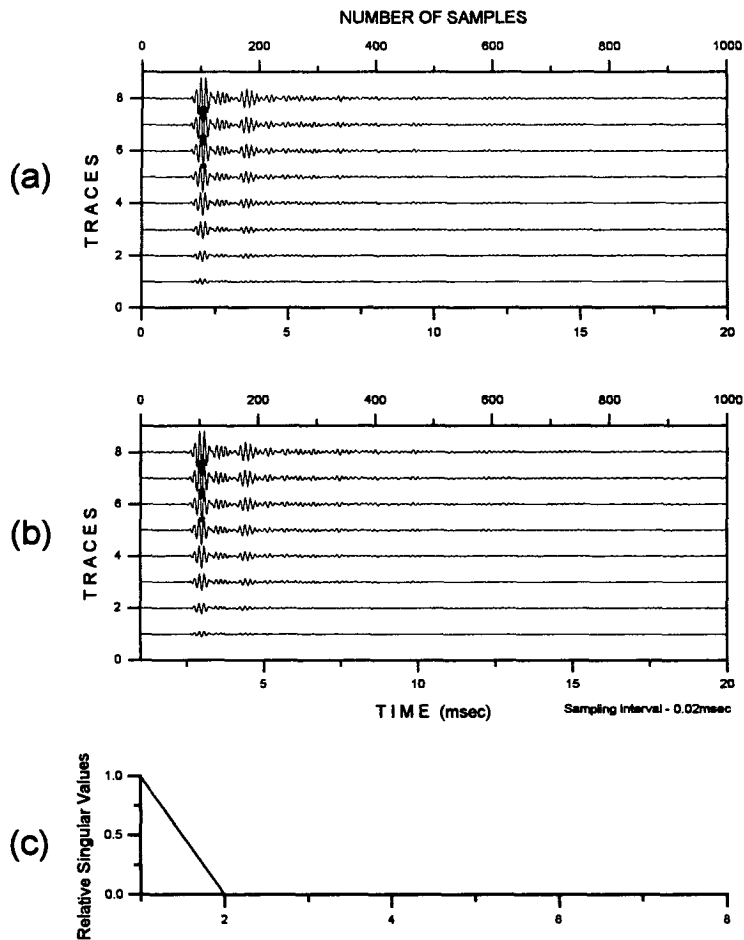 NUMBER OF SAMPLES
0 200 400 600 800 1000
(a)
TRACES
8
6
4
2
0
0 5 10 15 20
0 200 400 600 800 1000
(b)
TRACES
8
6
4
2
0
5 10 15 20
TIME (msec)
Sampling Interval - 0.02msec
(c)
Relative Singular Values
1.0
0.5
0.0
2 4 6 8